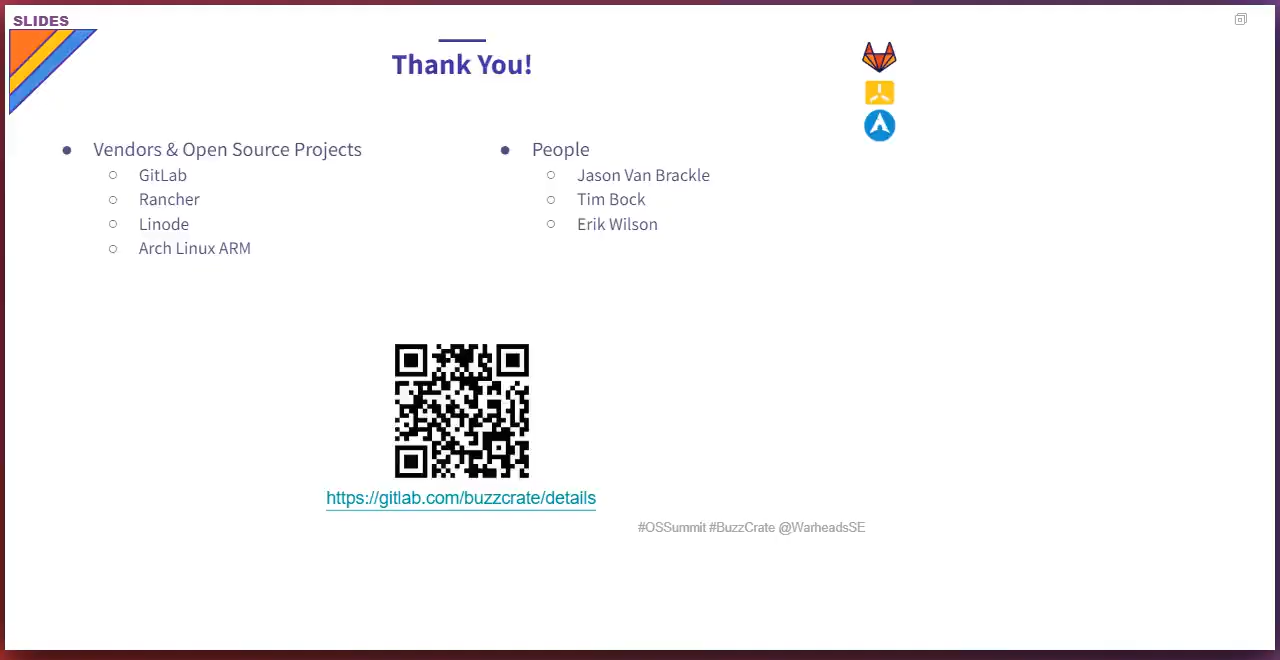 SLIDES
Thank You!
● Vendors & Open Source Projects
○ GitLab
○ Rancher
○ Linode
○ Arch Linux ARM
● People
○ Jason Van Brackle
○ Tim Bock
○ Erik Wilson
https://gitlab.com/buzzcrate/details
#OSSummit #BuzzCrate @WarheadsSE